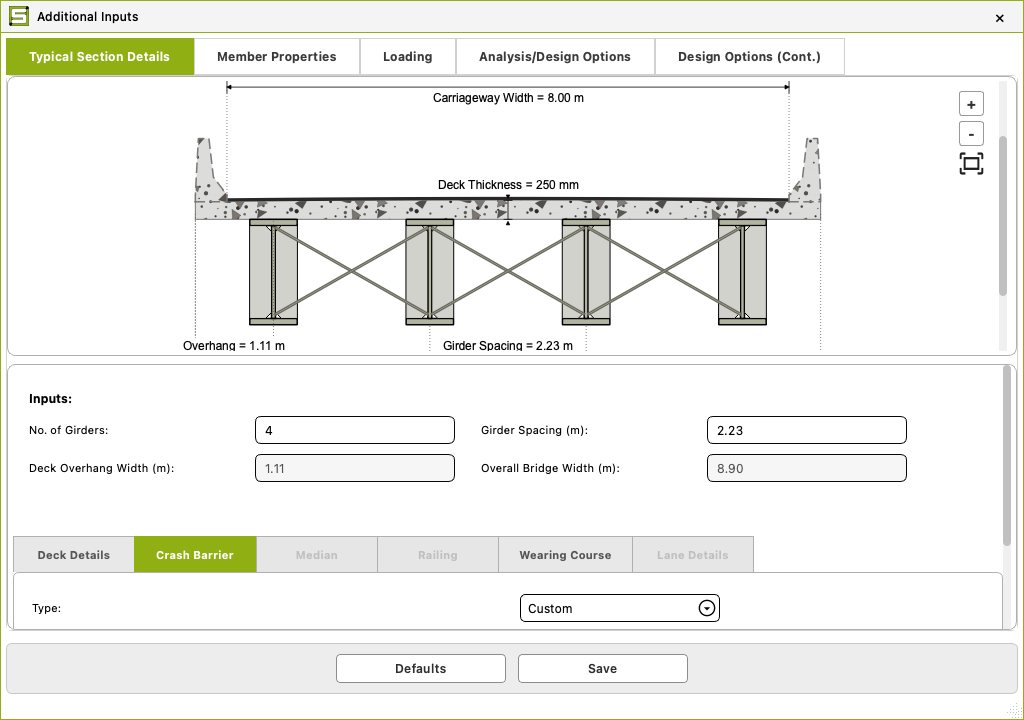 Additional Inputs
Typical Section Details Member Properties Loading Analysis/Design Options Design Options (Cont.)
Carriageway Width = 8.00 m
+
-
Deck Thickness = 250 mm
Overhang = 1.11 m Girder Spacing = 2.23 m
Inputs:
No. of Girders: 4 Girder Spacing (m): 2.23
Deck Overhang Width (m): 1.11 Overall Bridge Width (m): 8.90
Deck Details Crash Barrier Median Railing Wearing Course Lane Details
Type: Custom
Defaults Save